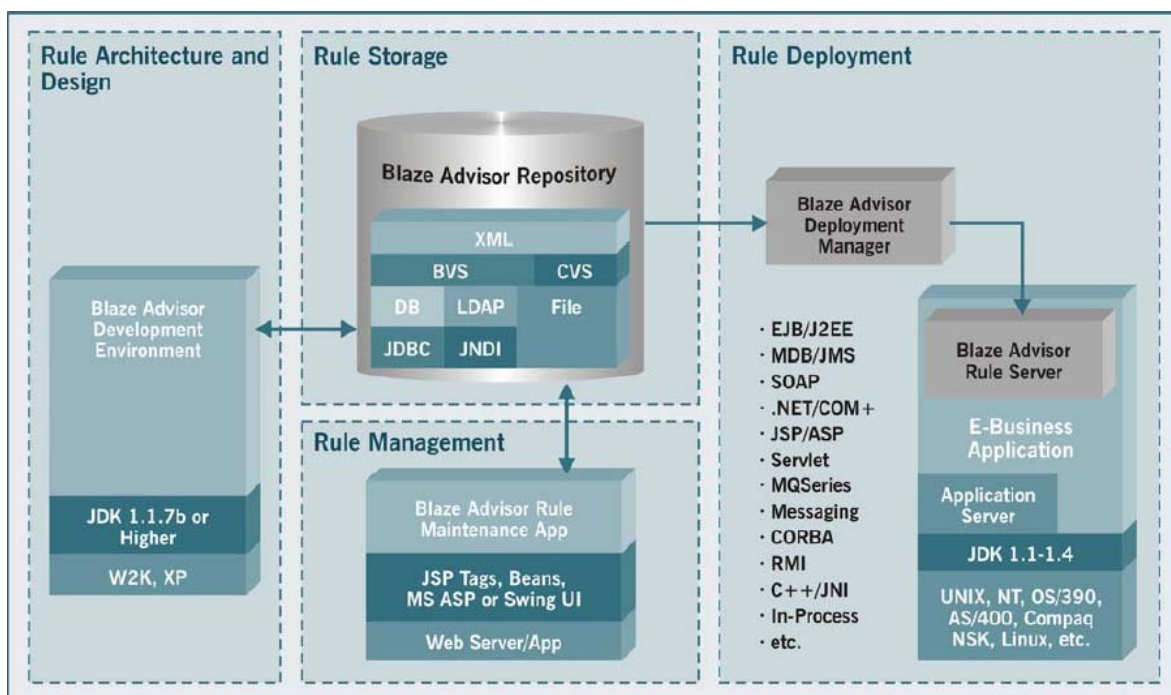 Rule Architecture and
Design
Blaze Advisor
Development
Environment
JDK 1.1.7b or
Higher
W2K, XP
Rule Storage
Blaze Advisor Repository
XML
BVS
CVS
DB
LDAP
File
JDBC
JNDI
Rule Management
Blaze Advisor Rule
Maintenance App
JSP Tags, Beans,
MS ASP or Swing UI
Web Server/App
Rule Deployment
Blaze Advisor
Deployment
Manager
· EJB/J2EE
· MDB/JMS
· SOAP
· .NET/COM+
· JSP/ASP
· Servlet
· MQSeries
· Messaging
· CORBA
· RMI
· C++/JNI
· In-Process
· etc.
Blaze Advisor
Rule Server
E-Business
Application
Application
Server
JDK 1.1-1.4
UNIX, NT, OS/390,
AS/400, Compaq
NSK, Linux, etc.